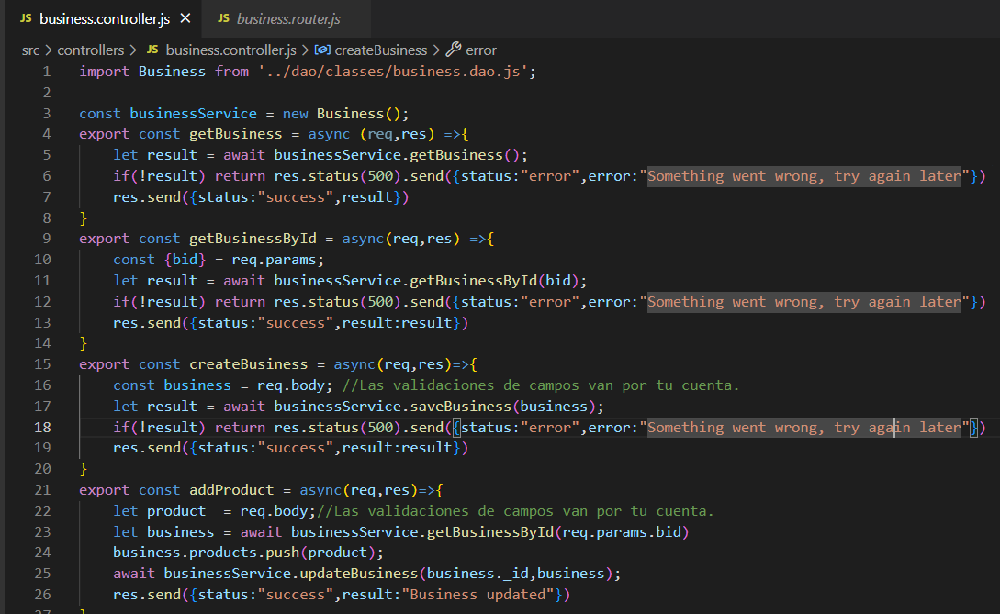 JS business.controller.js ×   JS business.router.js
src > controllers > JS business.controller.js > createBusiness > error
1 import Business from '../dao/classes/business.dao.js';
2
3 const businessService = new Business();
4 export const getBusiness = async (req,res) =>{
5     let result = await businessService.getBusiness();
6     if(!result) return res.status(500).send({status:"error",error:"Something went wrong, try again later"})
7     res.send({status:"success",result})
8 }
9 export const getBusinessById = async(req,res) =>{
10     const {bid} = req.params;
11     let result = await businessService.getBusinessById(bid);
12     if(!result) return res.status(500).send({status:"error",error:"Something went wrong, try again later"})
13     res.send({status:"success",result:result})
14 }
15 export const createBusiness = async(req,res)=>{
16     const business = req.body; //Las validaciones de campos van por tu cuenta.
17     let result = await businessService.saveBusiness(business);
18     if(!result) return res.status(500).send({status:"error",error:"Something went wrong, try again later"})
19     res.send({status:"success",result:result})
20 }
21 export const addProduct = async(req,res)=>{
22     let product  = req.body;//Las validaciones de campos van por tu cuenta.
23     let business = await businessService.getBusinessById(req.params.bid)
24     business.products.push(product);
25     await businessService.updateBusiness(business._id,business);
26     res.send({status:"success",result:"Business updated"})
27 }